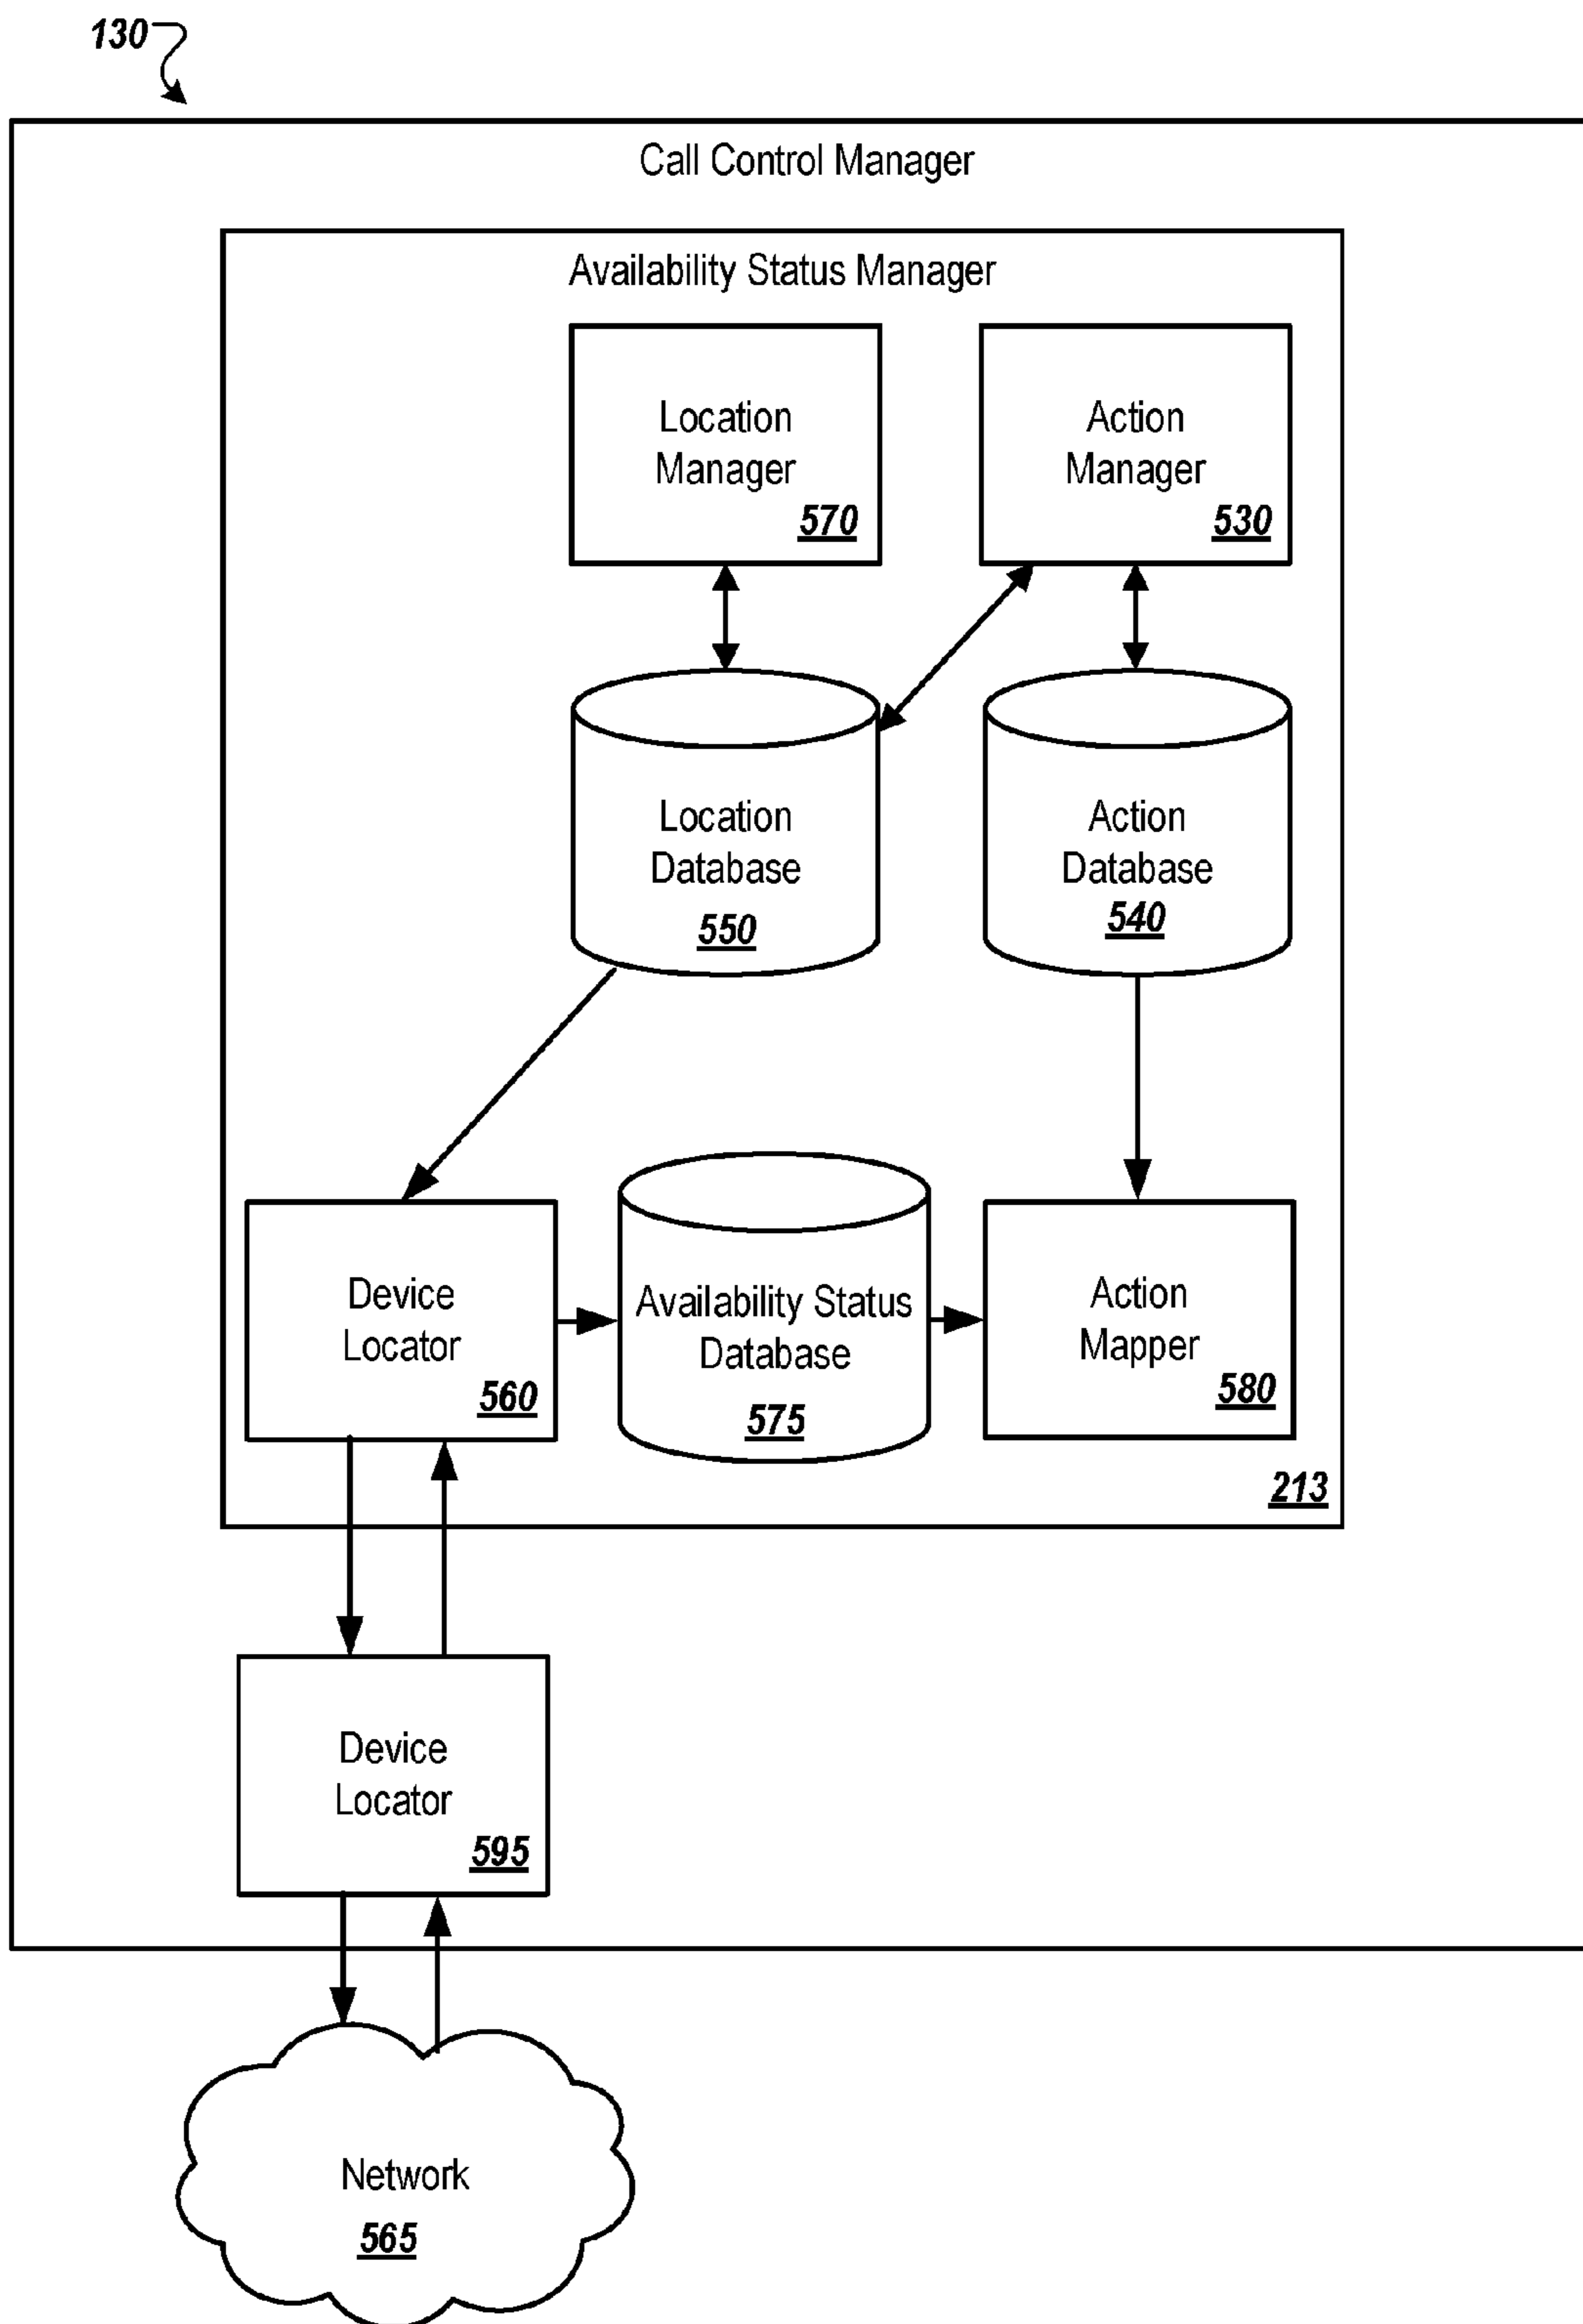 130
Call Control Manager
Availability Status Manager
Location
Manager
570
Action
Manager
530
Location
Database
550
Action
Database
540
Device
Locator
560
Availability Status
Database
575
Action
Mapper
580
213
Device
Locator
595
Network
565